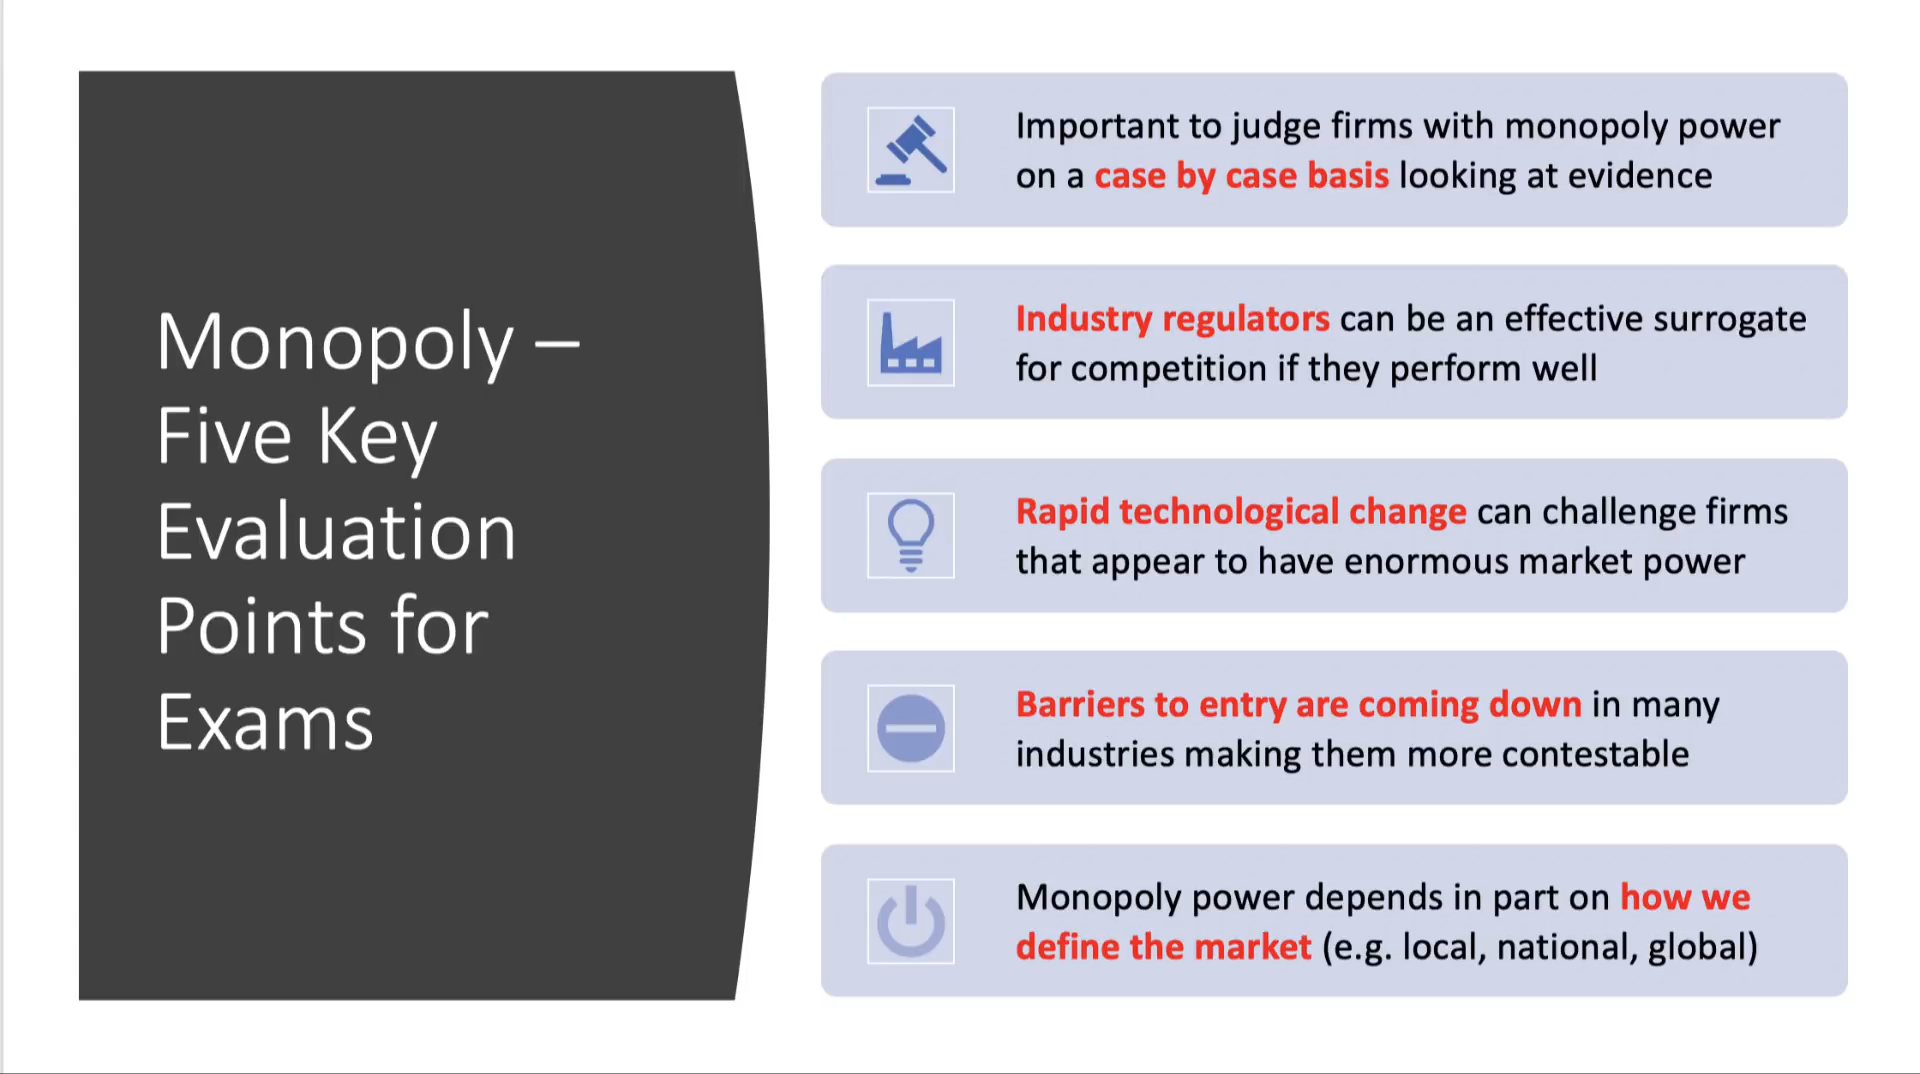 Monopoly –
Five Key
Evaluation
Points for
Exams
Important to judge firms with monopoly power
on a case by case basis looking at evidence
Industry regulators can be an effective surrogate
for competition if they perform well
Rapid technological change can challenge firms
that appear to have enormous market power
Barriers to entry are coming down in many
industries making them more contestable
Monopoly power depends in part on how we
define the market (e.g. local, national, global)